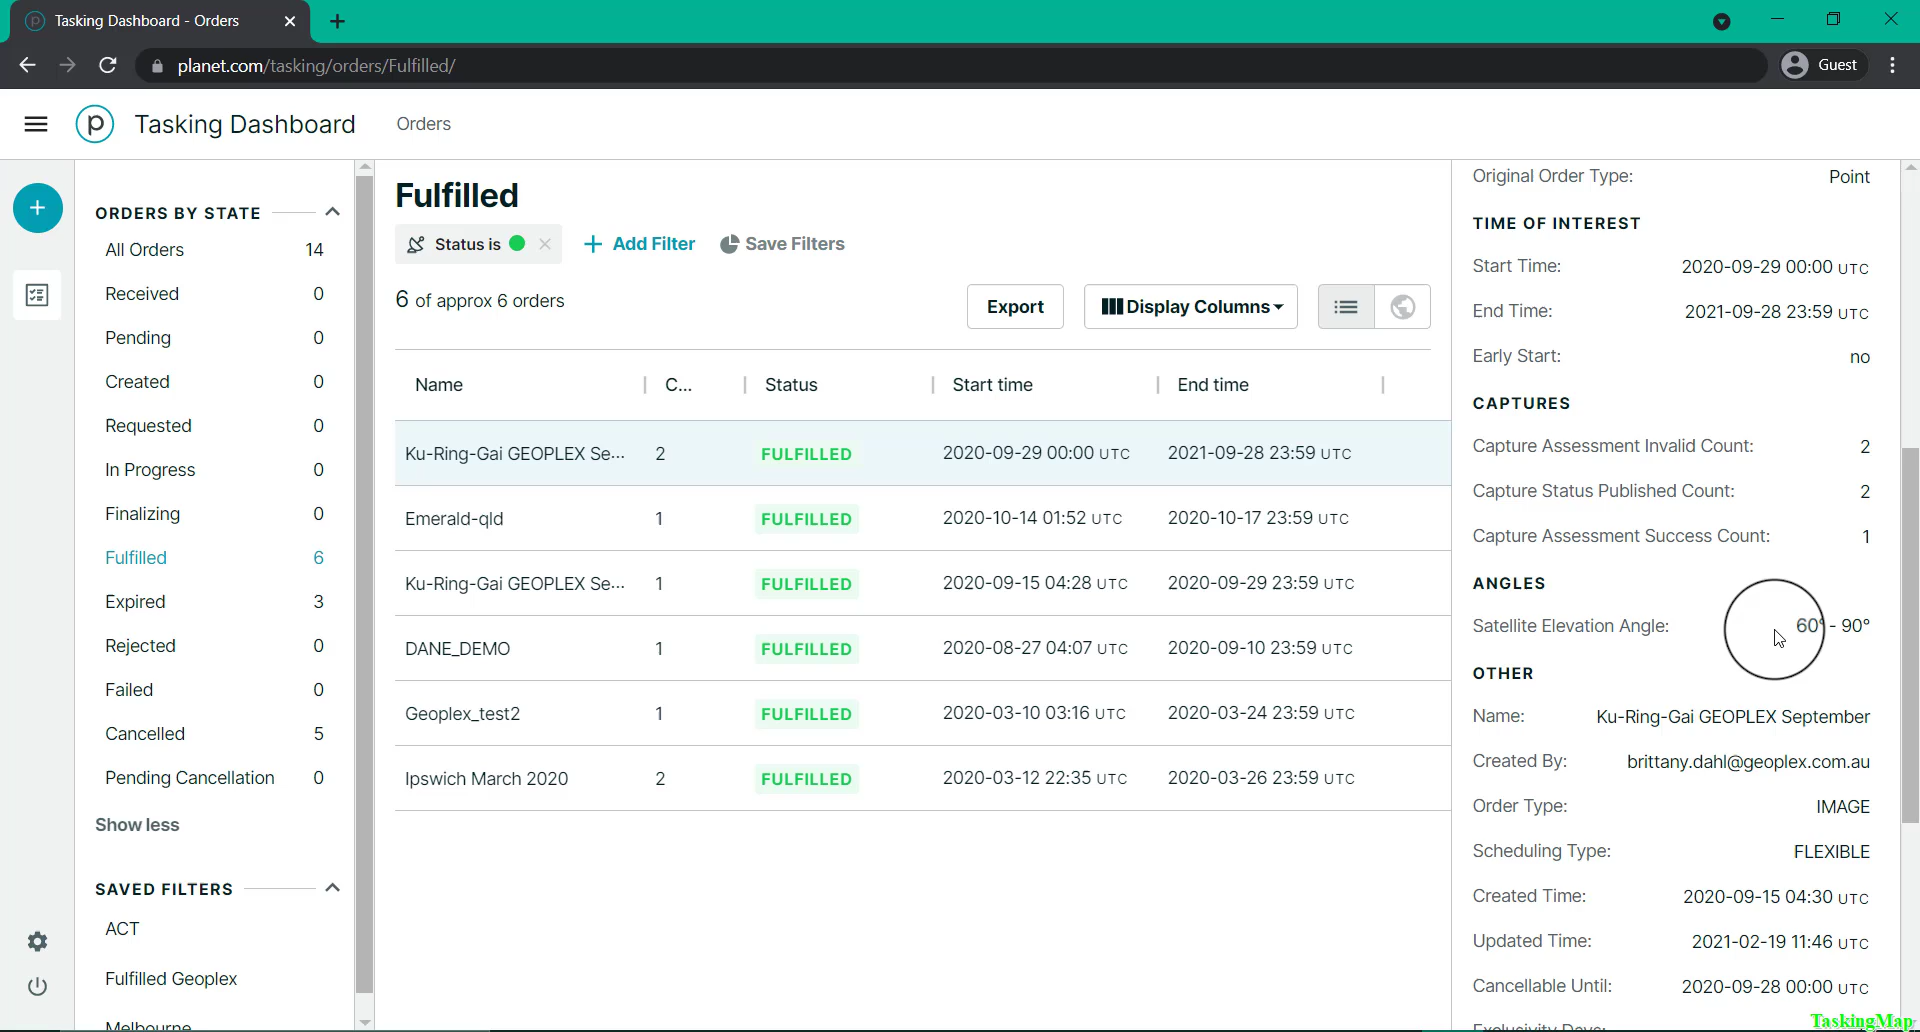 Tasking Dashboard - Orders
planet.com/tasking/orders/Fulfilled/
Guest
p Tasking Dashboard Orders
ORDERS BY STATE
All Orders 14
Received 0
Pending 0
Created 0
Requested 0
In Progress 0
Finalizing 0
Fulfilled 6
Expired 3
Rejected 0
Failed 0
Cancelled 5
Pending Cancellation 0
Show less
SAVED FILTERS
ACT
Fulfilled Geoplex
Melbourne
Fulfilled
Status is
Add Filter
Save Filters
6 of approx 6 orders
Export
Display Columns
Name C... Status Start time End time
Ku-Ring-Gai GEOPLEX Se... 2 FULFILLED 2020-09-29 00:00 UTC 2021-09-28 23:59 UTC
Emerald-qld 1 FULFILLED 2020-10-14 01:52 UTC 2020-10-17 23:59 UTC
Ku-Ring-Gai GEOPLEX Se... 1 FULFILLED 2020-09-15 04:28 UTC 2020-09-29 23:59 UTC
DANE_DEMO 1 FULFILLED 2020-08-27 04:07 UTC 2020-09-10 23:59 UTC
Geoplex_test2 1 FULFILLED 2020-03-10 03:16 UTC 2020-03-24 23:59 UTC
Ipswich March 2020 2 FULFILLED 2020-03-12 22:35 UTC 2020-03-26 23:59 UTC
Original Order Type: Point
TIME OF INTEREST
Start Time: 2020-09-29 00:00 UTC
End Time: 2021-09-28 23:59 UTC
Early Start: no
CAPTURES
Capture Assessment Invalid Count: 2
Capture Status Published Count: 2
Capture Assessment Success Count: 1
ANGLES
Satellite Elevation Angle: 60° - 90°
OTHER
Name: Ku-Ring-Gai GEOPLEX September
Created By: brittany.dahl@geoplex.com.au
Order Type: IMAGE
Scheduling Type: FLEXIBLE
Created Time: 2020-09-15 04:30 UTC
Updated Time: 2021-02-19 11:46 UTC
Cancellable Until: 2020-09-28 00:00 UTC
Exclusivity Days:
TaskingMap